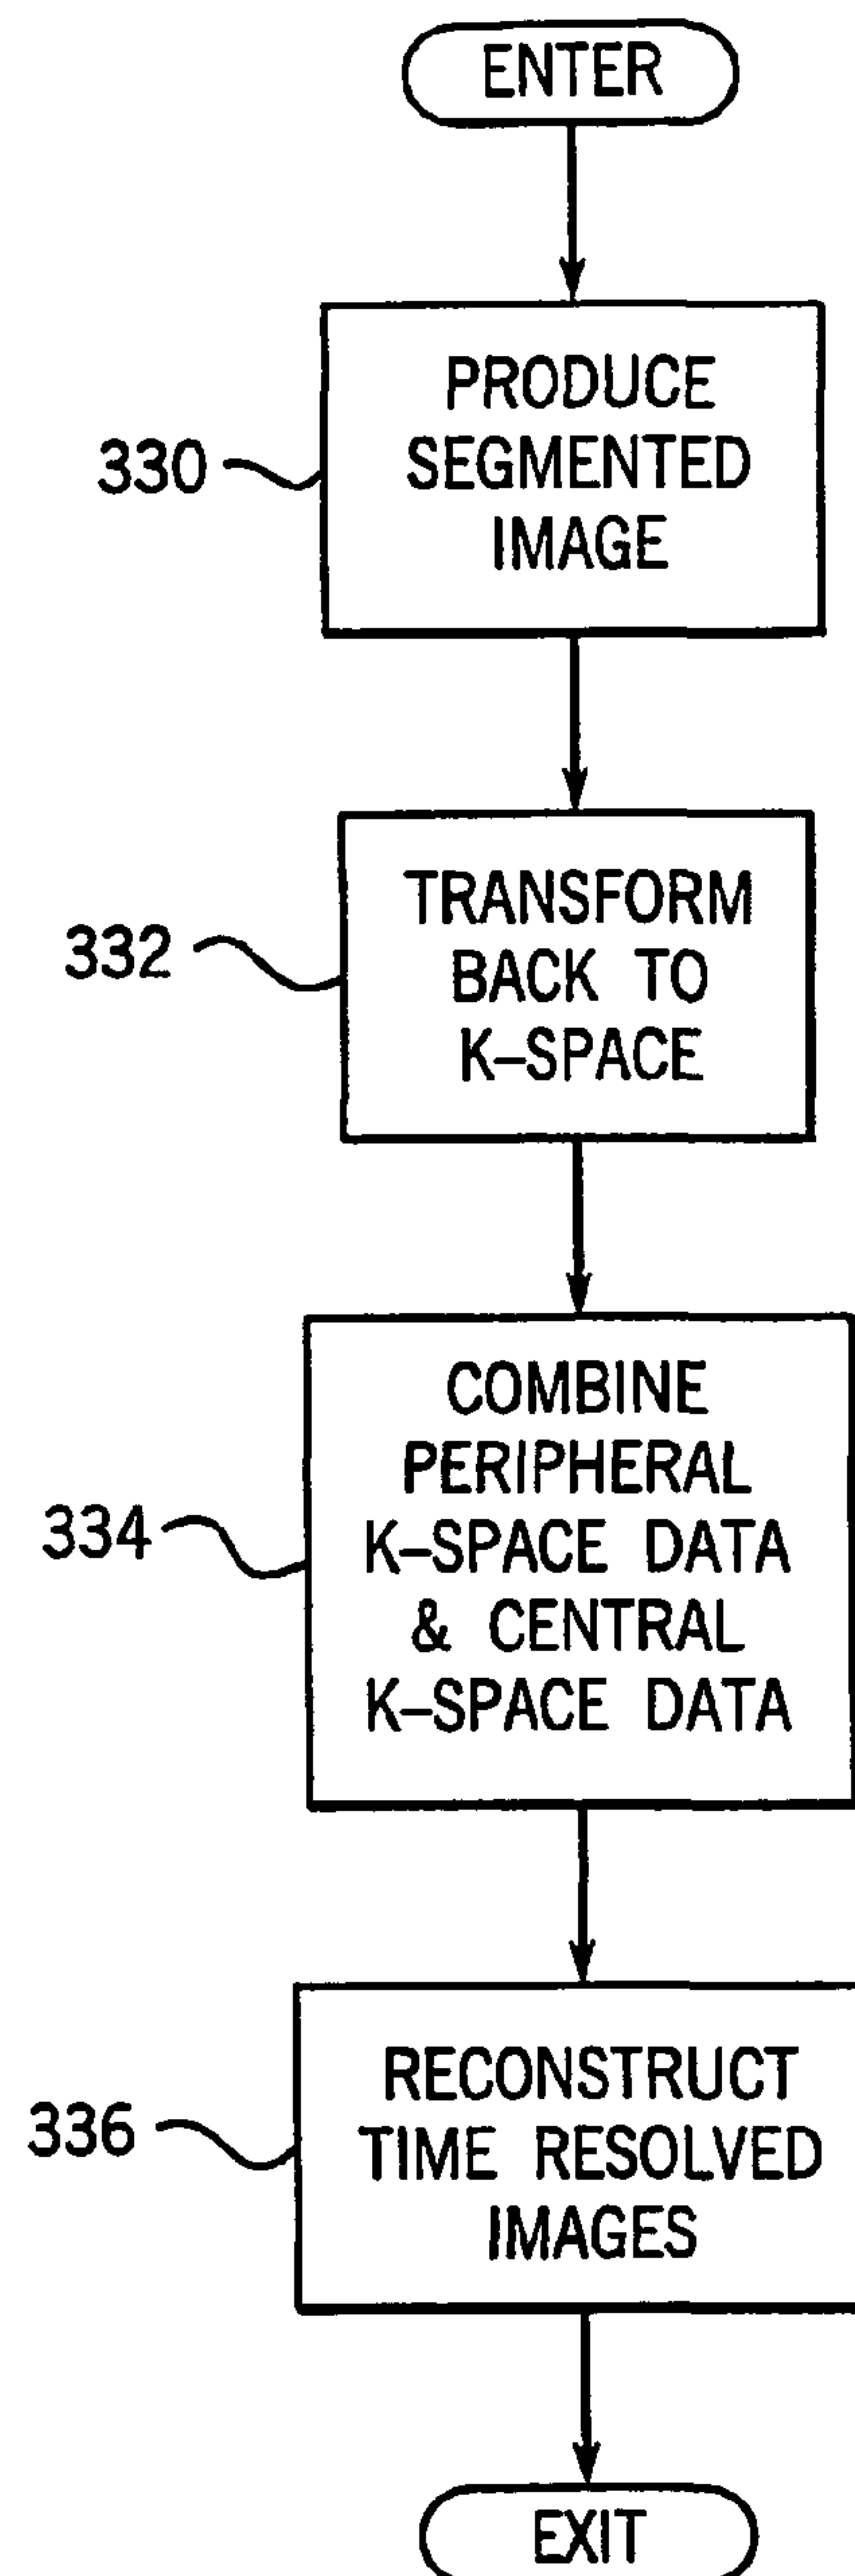 ENTER
330
PRODUCE
SEGMENTED
IMAGE
332
TRANSFORM
BACK TO
K–SPACE
334
COMBINE
PERIPHERAL
K–SPACE DATA
& CENTRAL
K–SPACE DATA
336
RECONSTRUCT
TIME RESOLVED
IMAGES
EXIT